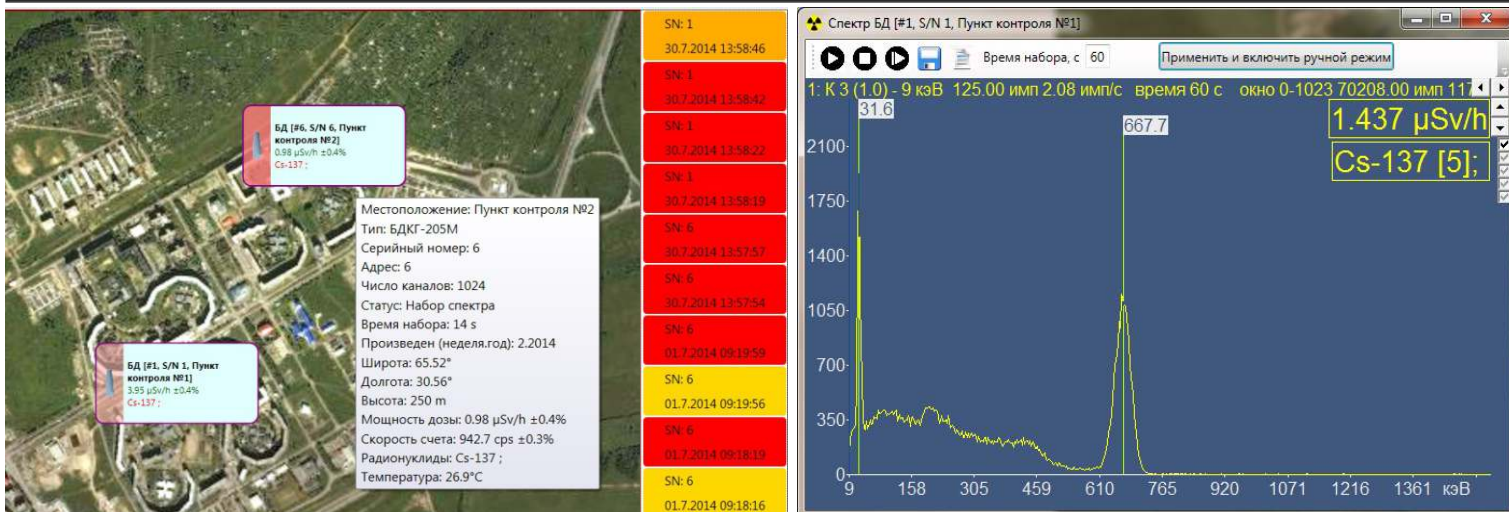 БД [#6, S/N 6, Пункт
контроля №2]
0.98 μSv/h ±0.4%
Cs-137 ;
БД [#1, S/N 1, Пункт
контроля №1]
3.95 μSv/h ±0.4%
Cs-137 ;
Местоположение: Пункт контроля №2
Тип: БДКГ-205М
Серийный номер: 6
Адрес: 6
Число каналов: 1024
Статус: Набор спектра
Время набора: 14 s
Произведен (неделя.год): 2.2014
Широта: 65.52°
Долгота: 30.56°
Высота: 250 m
Мощность дозы: 0.98 μSv/h ±0.4%
Скорость счета: 942.7 cps ±0.3%
Радионуклиды: Cs-137 ;
Температура: 26.9°C
SN: 1
30.7.2014 13:58:46
SN: 1
30.7.2014 13:58:42
SN: 1
30.7.2014 13:58:22
SN: 1
30.7.2014 13:58:19
SN: 6
30.7.2014 13:57:57
SN: 6
30.7.2014 13:57:54
SN: 6
01.7.2014 09:19:59
SN: 6
01.7.2014 09:19:56
SN: 6
01.7.2014 09:18:19
SN: 6
01.7.2014 09:18:16
Спектр БД [#1, S/N 1, Пункт контроля №1]
Время набора, с 60 Применить и включить ручной режим
1: К 3 (1.0) - 9 кэВ 125.00 имп 2.08 имп/с время 60 с окно 0-1023 70208.00 имп 117
31.6
667.7
1.437 μSv/h
Cs-137 [5];
2100
1750
1400
1050
700
350
0
9 158 305 459 610 765 920 1071 1216 1361 кэВ